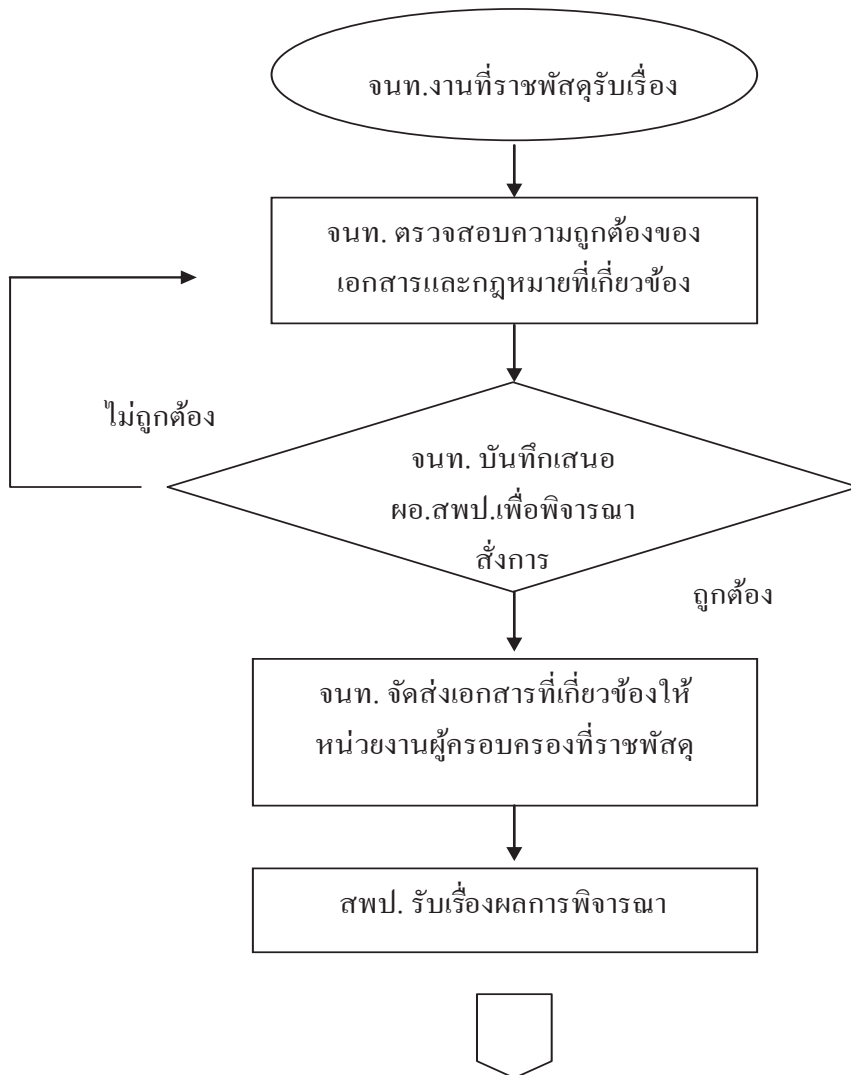 จนท.งานที่ราชพัสดุรับเรื่อง
จนท. ตรวจสอบความถูกต้องของ
เอกสารและกฎหมายที่เกี่ยวข้อง
ไม่ถูกต้อง
จนท. บันทึกเสนอ
ผอ.สพป.เพื่อพิจารณา
สั่งการ
ถูกต้อง
จนท. จัดส่งเอกสารที่เกี่ยวข้องให้
หน่วยงานผู้ครอบครองที่ราชพัสดุ
สพป. รับเรื่องผลการพิจารณา